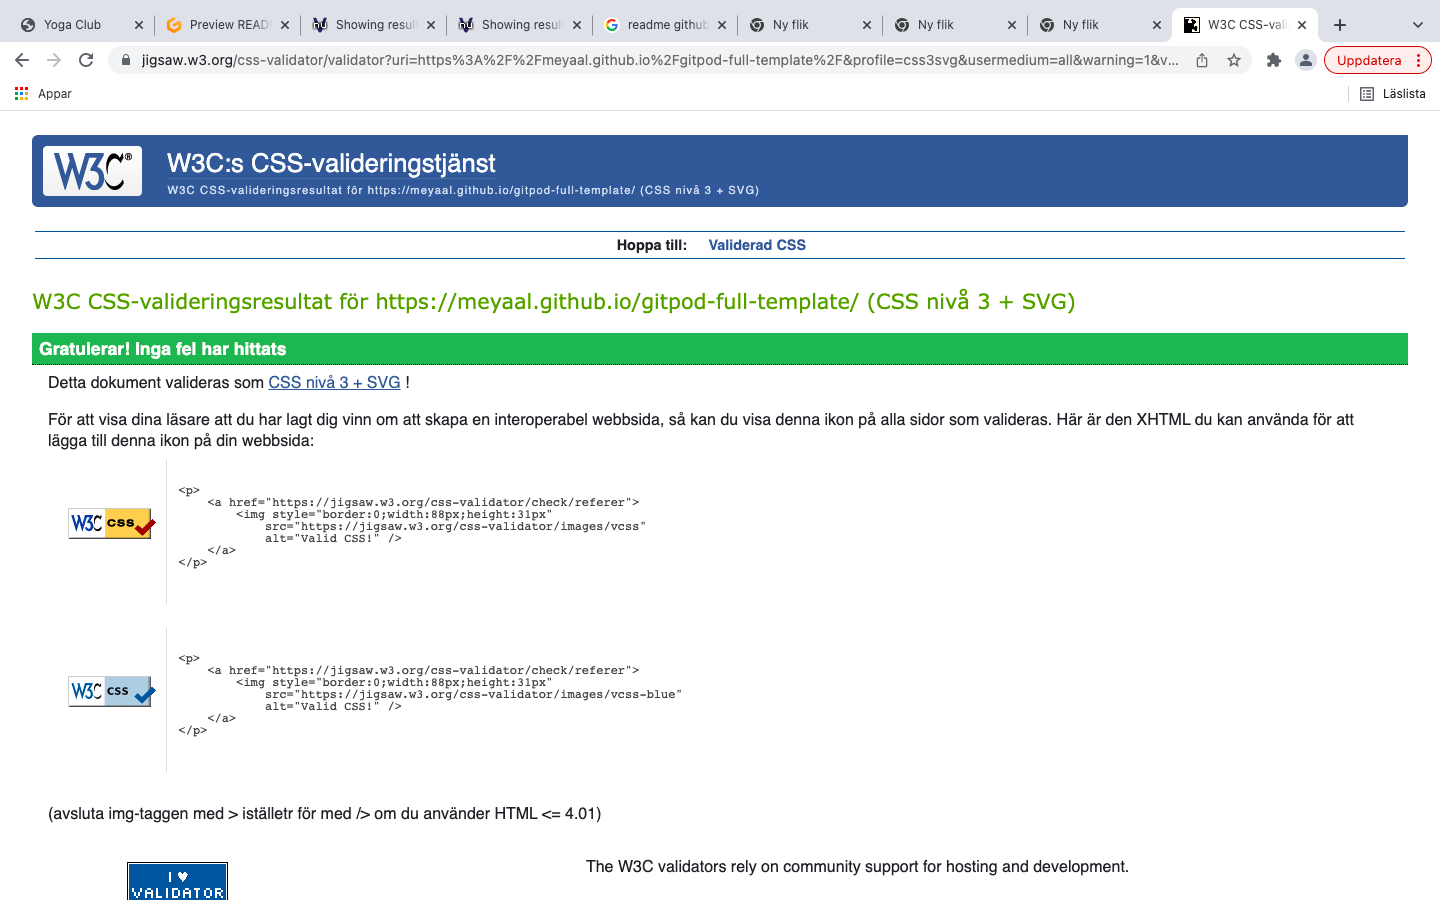 Yoga Club
Preview READ
Showing resul
Showing resul
readme github
Ny flik
Ny flik
Ny flik
W3C CSS-vali
jigsaw.w3.org/css-validator/validator?uri=https%3A%2F%2Fmeyaal.github.io%2Fgitpod-full-template%2F&profile=css3svg&usermedium=all&warning=1&v...
Uppdatera
Appar
Läslista
W3C®
W3C:s CSS-valideringstjänst
W3C CSS-valideringsresultat för https://meyaal.github.io/gitpod-full-template/ (CSS nivå 3 + SVG)
Hoppa till: Validerad CSS
W3C CSS-valideringsresultat för https://meyaal.github.io/gitpod-full-template/ (CSS nivå 3 + SVG)
Gratulerar! Inga fel har hittats
Detta dokument valideras som CSS nivå 3 + SVG !
För att visa dina läsare att du har lagt dig vinn om att skapa en interoperabel webbsida, så kan du visa denna ikon på alla sidor som valideras. Här är den XHTML du kan använda för att
lägga till denna ikon på din webbsida:
W3C CSS
<p>
<a href="https://jigsaw.w3.org/css-validator/check/referer">
<img style="border:0;width:88px;height:31px"
src="https://jigsaw.w3.org/css-validator/images/vcss"
alt="Valid CSS!" />
</a>
</p>
W3C CSS
<p>
<a href="https://jigsaw.w3.org/css-validator/check/referer">
<img style="border:0;width:88px;height:31px"
src="https://jigsaw.w3.org/css-validator/images/vcss-blue"
alt="Valid CSS!" />
</a>
</p>
(avsluta img-taggen med > iställetr för med /> om du använder HTML <= 4.01)
I ♥
VALIDATOR
The W3C validators rely on community support for hosting and development.